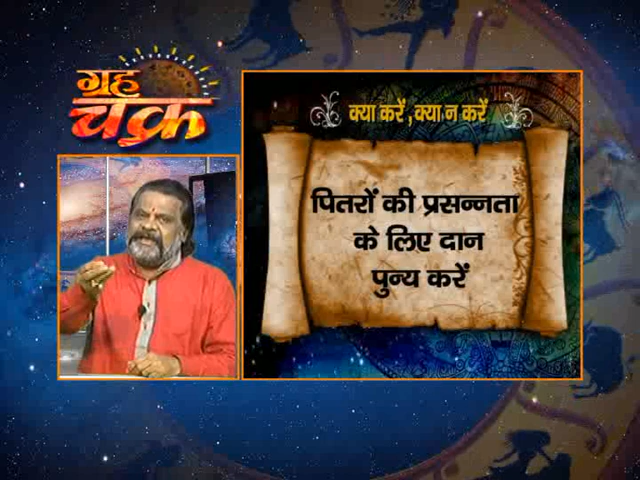 ग्रह
चक्र
क्या करें ,क्या न करें
पितरों की प्रसन्नता
के लिए दान
पुन्य करें